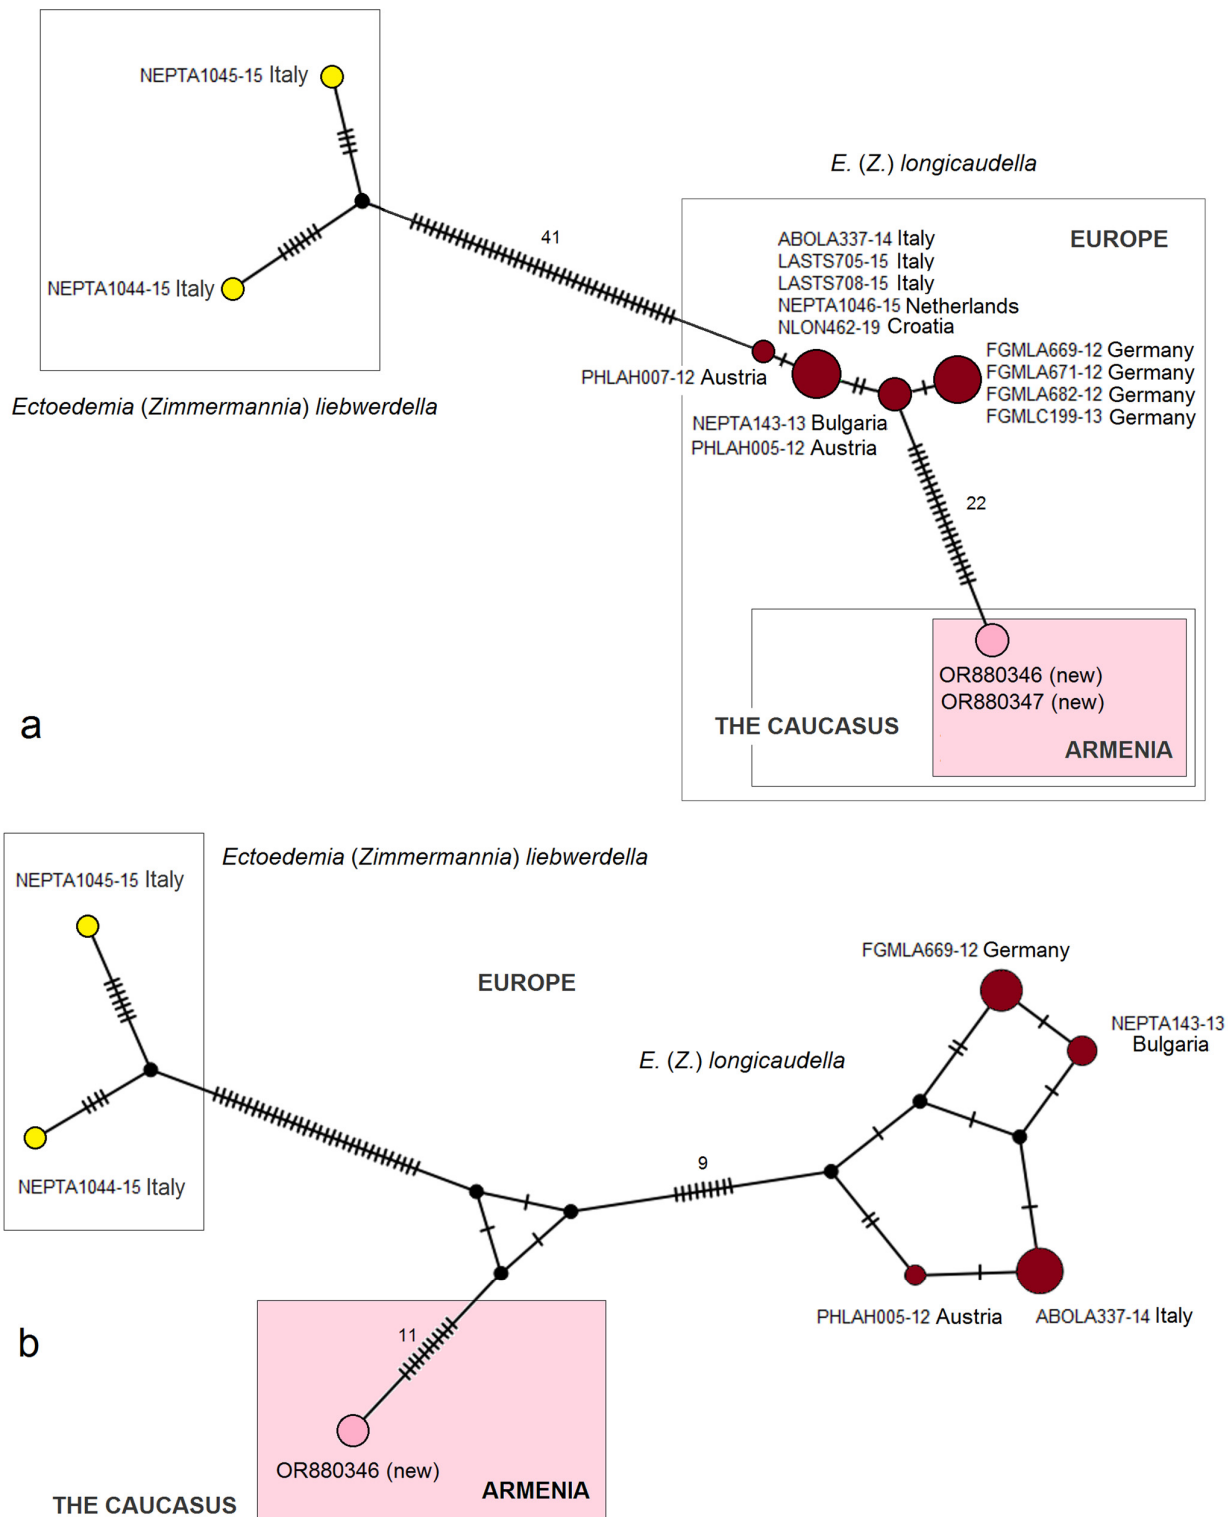 NEPTA1045-15 Italy
NEPTA1044-15 Italy
Ectoedemia (Zimmermannia) liebwerdella
41
E. (Z.) longicaudella
EUROPE
ABOLA337-14 Italy
LASTS705-15 Italy
LASTS708-15 Italy
NEPTA1046-15 Netherlands
NLON462-19 Croatia
FGMLA669-12 Germany
FGMLA671-12 Germany
FGMLA682-12 Germany
FGMLC199-13 Germany
PHLAH007-12 Austria
NEPTA143-13 Bulgaria
PHLAH005-12 Austria
22
OR880346 (new)
OR880347 (new)
THE CAUCASUS
ARMENIA
a
Ectoedemia (Zimmermannia) liebwerdella
NEPTA1045-15 Italy
NEPTA1044-15 Italy
EUROPE
E. (Z.) longicaudella
FGMLA669-12 Germany
NEPTA143-13
Bulgaria
9
PHLAH005-12 Austria
ABOLA337-14 Italy
11
OR880346 (new)
ARMENIA
THE CAUCASUS
b